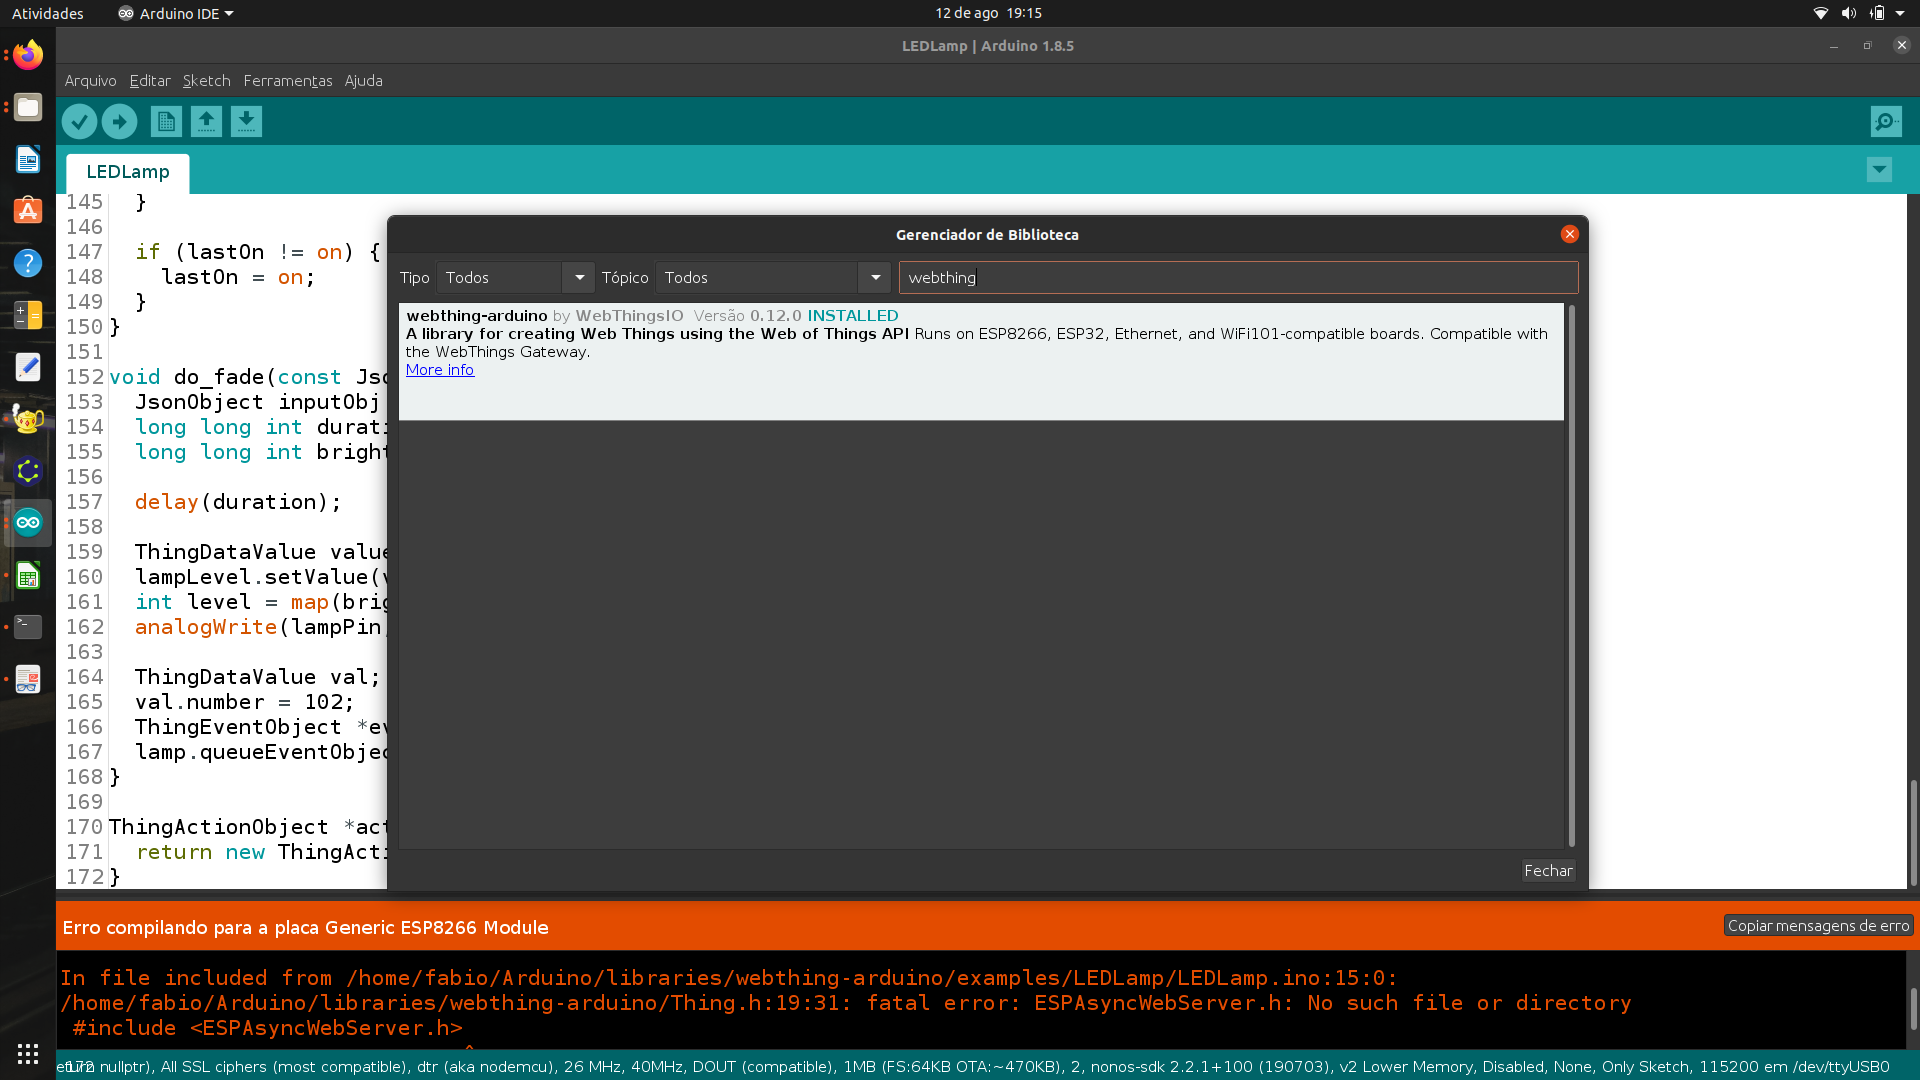 Atividades
Arduino IDE
12 de ago 19:15
LEDLamp | Arduino 1.8.5
Arquivo Editar Sketch Ferramentas Ajuda
LEDLamp
145 }
146
147 if (lastOn != on) {
148 lastOn = on;
149 }
150 }
151
152 void do_fade(const Jso
153 JsonObject inputObj
154 long long int durati
155 long long int bright
156
157 delay(duration);
158
159 ThingDataValue value
160 lampLevel.setValue(v
161 int level = map(brig
162 analogWrite(lampPin,
163
164 ThingDataValue val;
165 val.number = 102;
166 ThingEventObject *ev
167 lamp.queueEventObjec
168 }
169
170 ThingActionObject *act
171 return new ThingActi
172 }
Gerenciador de Biblioteca
Tipo Todos Tópico Todos webthing
webthing-arduino by WebThingsIO Versão 0.12.0 INSTALLED
A library for creating Web Things using the Web of Things API Runs on ESP8266, ESP32, Ethernet, and WiFi101-compatible boards. Compatible with
the WebThings Gateway.
More info
Fechar
Erro compilando para a placa Generic ESP8266 Module
Copiar mensagens de erro
In file included from /home/fabio/Arduino/libraries/webthing-arduino/examples/LEDLamp/LEDLamp.ino:15:0:
/home/fabio/Arduino/libraries/webthing-arduino/Thing.h:19:31: fatal error: ESPAsyncWebServer.h: No such file or directory
#include <ESPAsyncWebServer.h>
^
172 nullptr), All SSL ciphers (most compatible), dtr (aka nodemcu), 26 MHz, 40MHz, DOUT (compatible), 1MB (FS:64KB OTA:~470KB), 2, nonos-sdk 2.2.1+100 (190703), v2 Lower Memory, Disabled, None, Only Sketch, 115200 em /dev/ttyUSB0